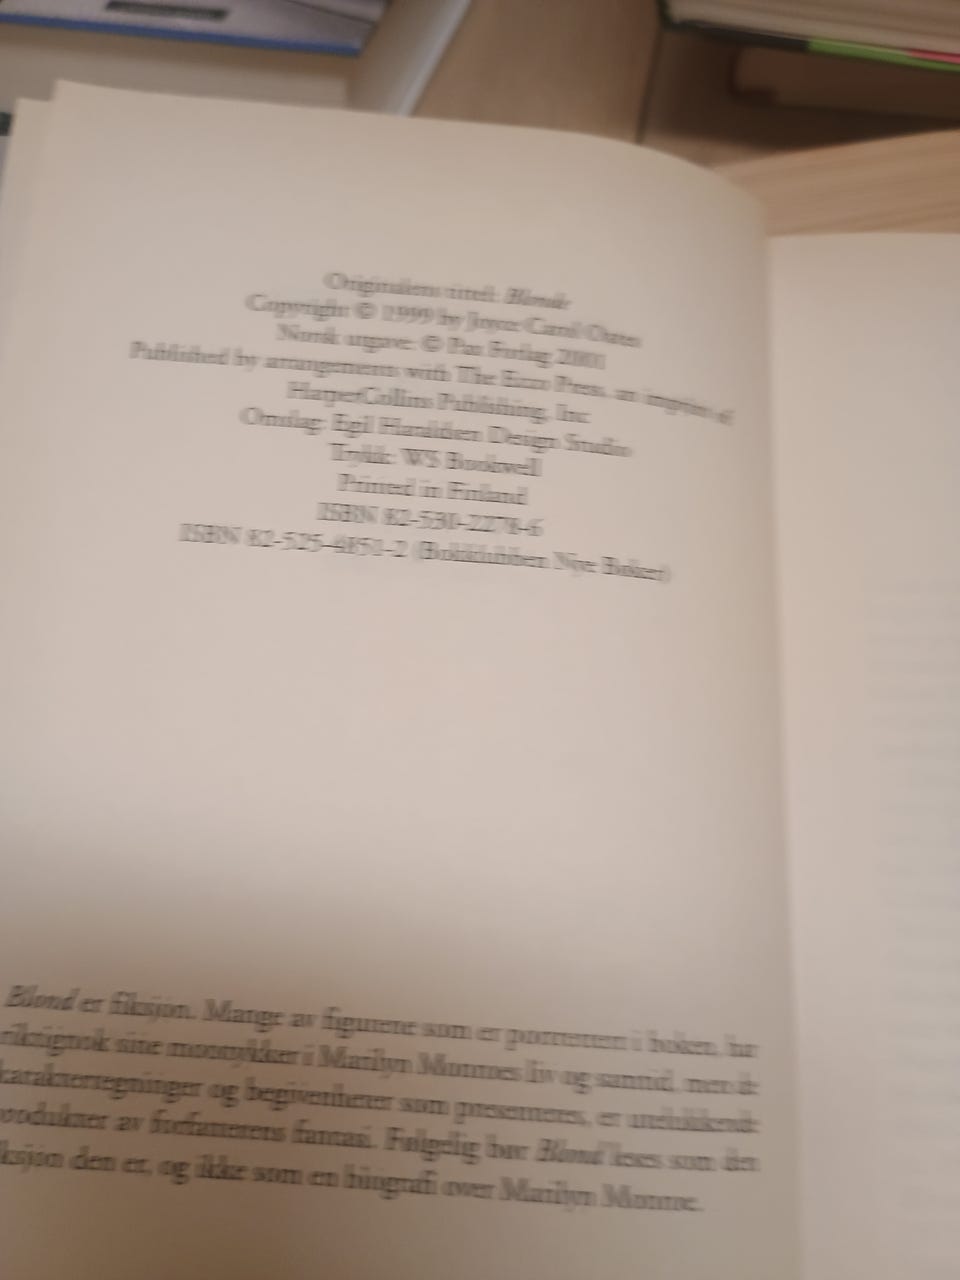 Originalens tittel: Blonde
Copyright © 1999 by Joyce Carol Oates
Norsk utgave: © Pax Forlag 2001
Published by arrangements with The Ecco Press, an imprint of
HarperCollins Publishing, Inc
Omslag: Egil Haraldsen Design Studio
Trykk: WS Bookwell
Printed in Finland
ISBN 82-530-2278-6
ISBN 82-525-4851-2 (Bokklubben Nye Bøker)
Blond er fiksjon. Mange av figurene som er portrettert i boken, har
riktignok sine motstykker i Marilyn Monroes liv og samtid, men de
karaktertegninger og begivenheter som presenteres, er utelukkende
produkter av forfatterens fantasi. Følgelig bør Blond leses som den
fiksjon den er, og ikke som en biografi over Marilyn Monroe.